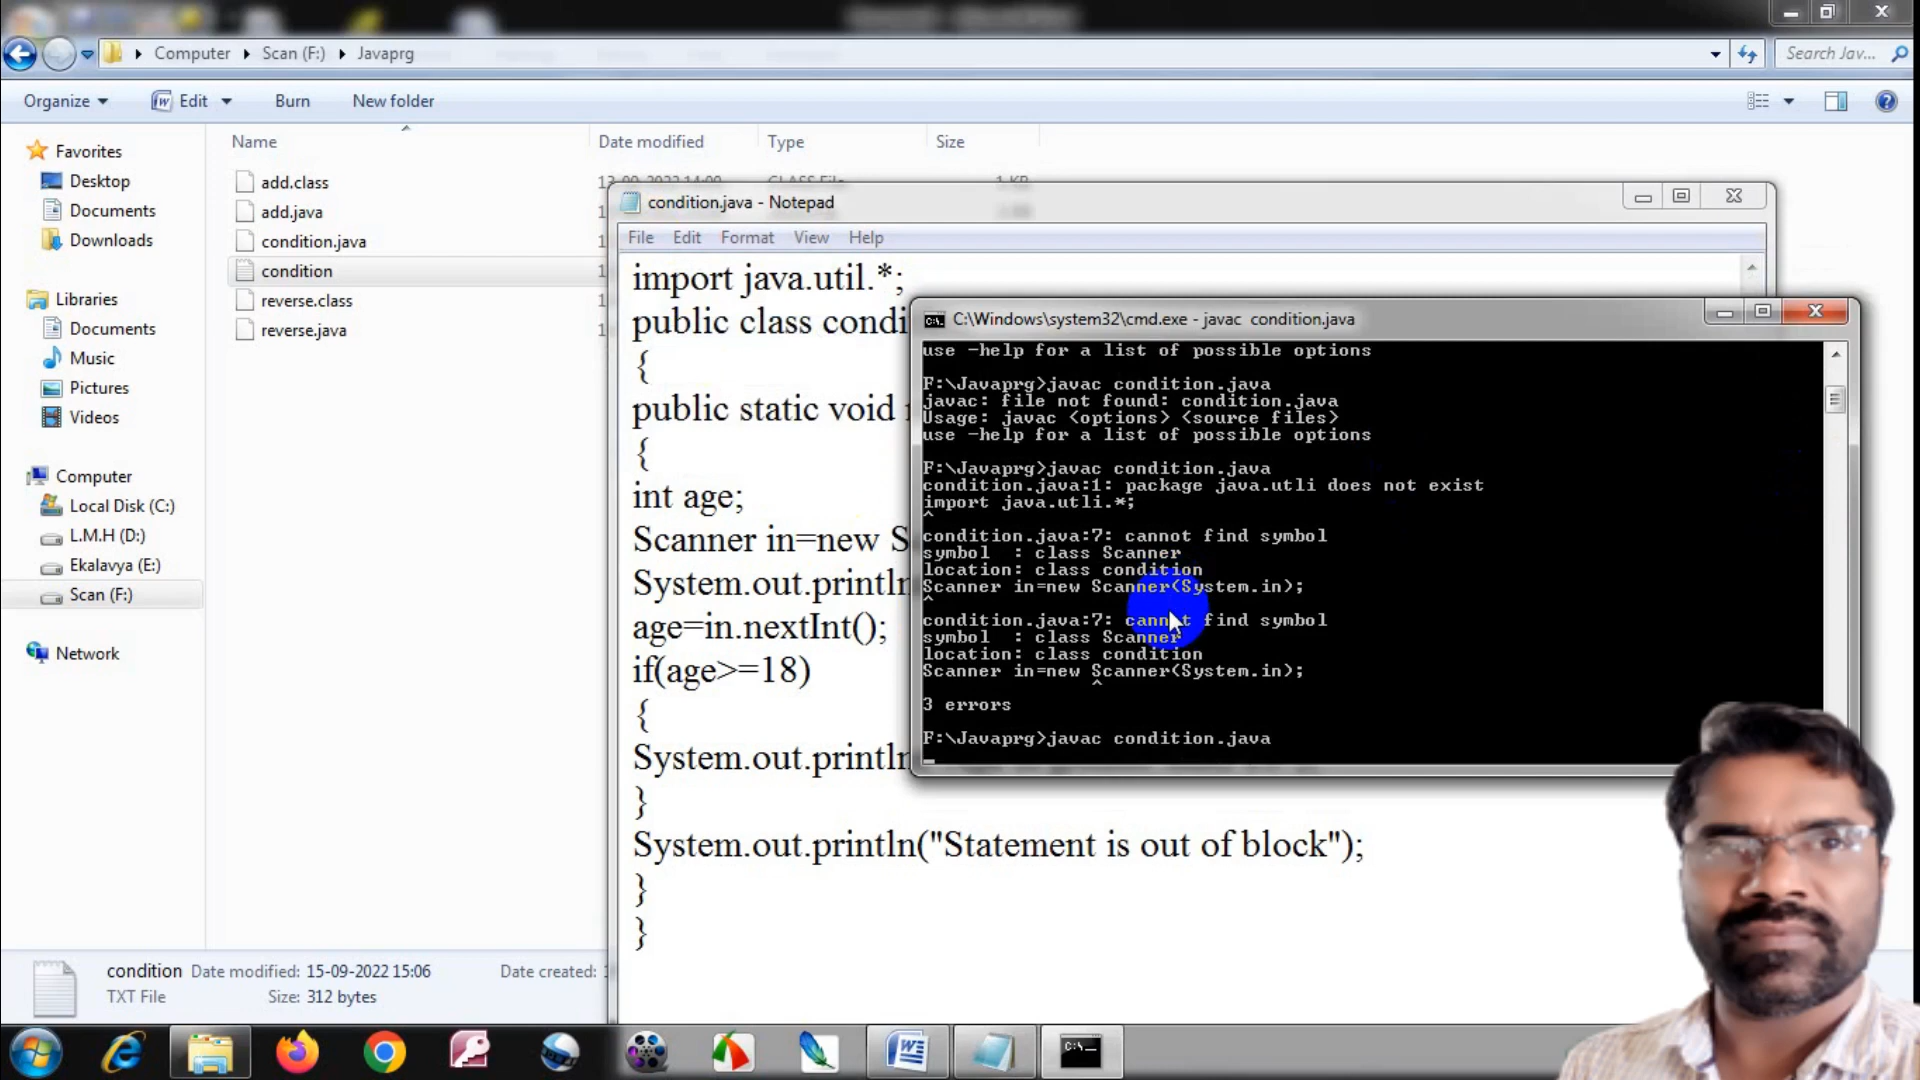 Computer Scan (F:) Javaprg
Search Jav...
Organize Edit Burn New folder
Name Date modified Type Size
Favorites
Desktop
Documents
Downloads
Libraries
Documents
Music
Pictures
Videos
Computer
Local Disk (C:)
L.M.H (D:)
Ekalavya (E:)
Scan (F:)
Network
add.class
add.java
condition.java
condition
reverse.class
reverse.java
condition.java - Notepad
File Edit Format View Help
import java.util.*;
public class condi
{
public static void
{
int age;
Scanner in=new S
System.out.println
age=in.nextInt();
if(age>=18)
{
System.out.println
}
System.out.println("Statement is out of block");
}
}
C:\Windows\system32\cmd.exe - javac condition.java
use -help for a list of possible options
F:\Javaprg>javac condition.java
javac: file not found: condition.java
Usage: javac <options> <source files>
use -help for a list of possible options
F:\Javaprg>javac condition.java
condition.java:1: package java.utli does not exist
import java.utli.*;
^
condition.java:7: cannot find symbol
symbol  : class Scanner
location: class condition
Scanner in=new Scanner(System.in);
^
condition.java:7: cannot find symbol
symbol  : class Scanner
location: class condition
Scanner in=new Scanner(System.in);
^
3 errors
F:\Javaprg>javac condition.java
condition Date modified: 15-09-2022 15:06 Date created:
TXT File Size: 312 bytes